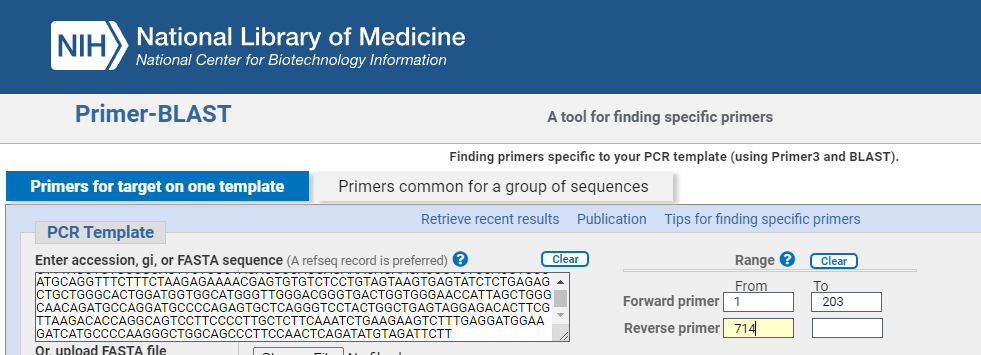 NIH National Library of Medicine
National Center for Biotechnology Information
Primer-BLAST
A tool for finding specific primers
Finding primers specific to your PCR template (using Primer3 and BLAST).
Primers for target on one template
Primers common for a group of sequences
Retrieve recent results Publication Tips for finding specific primers
PCR Template
Enter accession, gi, or FASTA sequence (A refseq record is preferred) ? Clear
ATGCAGGTTTCTTTCTAAGAGAAAACGAGTGTGTCTCCTGTAGTAAGTGAGTATCTCTGAGAG
CTGCTGGGCACTGGATGGTGGCATGGGTTGGGACGGGTGACTGGTGGGAACCATTAGCTGGG
CAACAGATGCCAGGATGCCCCAGAGTGCTCAGGGTCCTACTGGCTGAGTAGGAGACACTTCG
TTAAGACACCAGGCAGTCCTTCCCCTTGCTCTTCAAATCTGAAGAAGTCTTTGAGGATGGAA
GATCATGCCCCAAGGGCTGGCAGCCCTTCCAACTCAGATATGTAGATTCTT
Range ? Clear
From To
Forward primer 1 203
Reverse primer 714
Or, upload FASTA file